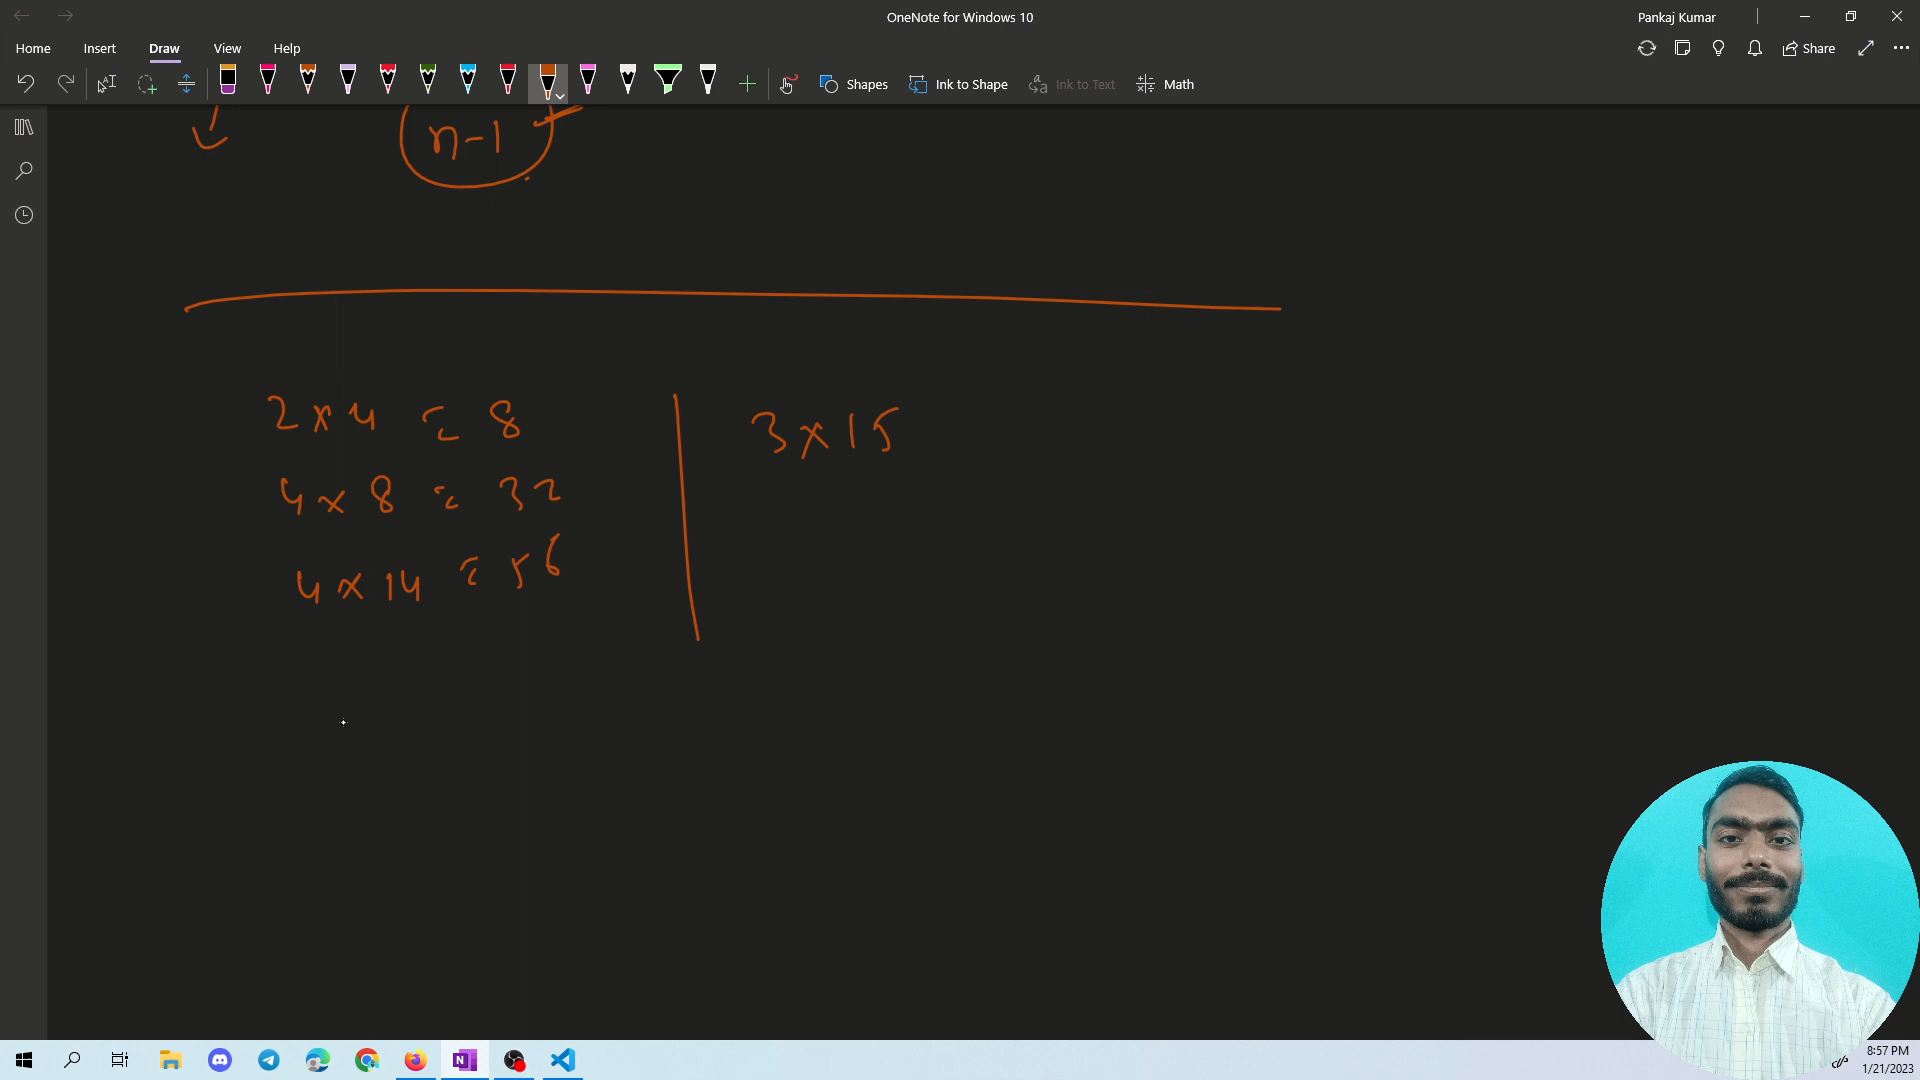 OneNote for Windows 10
Pankaj Kumar
Home Insert Draw View Help
Share
Shapes Ink to Shape Ink to Text Math
n-1
2 x 4 = 8
4 x 8 = 32
4 x 14 = 56
3 x 15
8:57 PM
1/21/2023